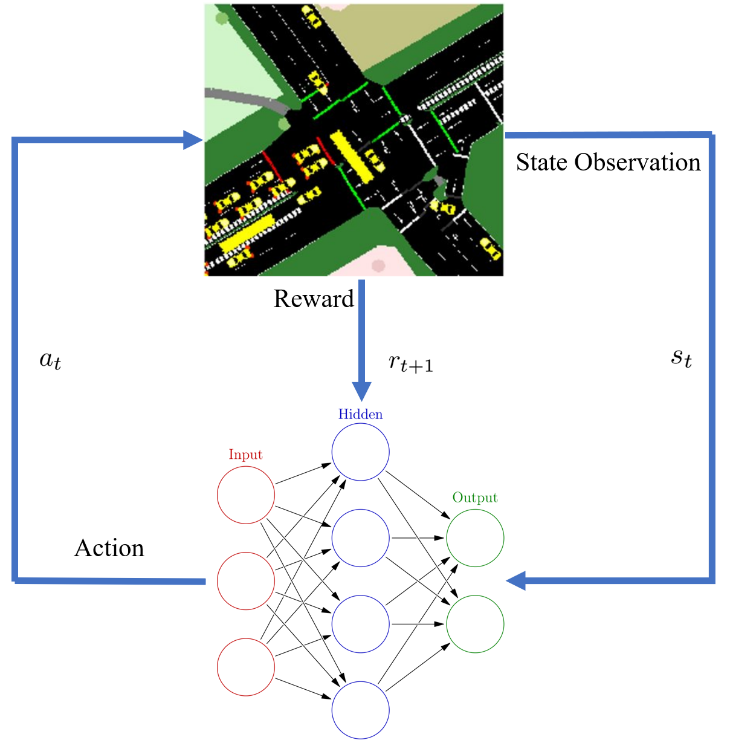 State Observation
Reward
a_t
r_{t+1}
s_t
Hidden
Input
Output
Action